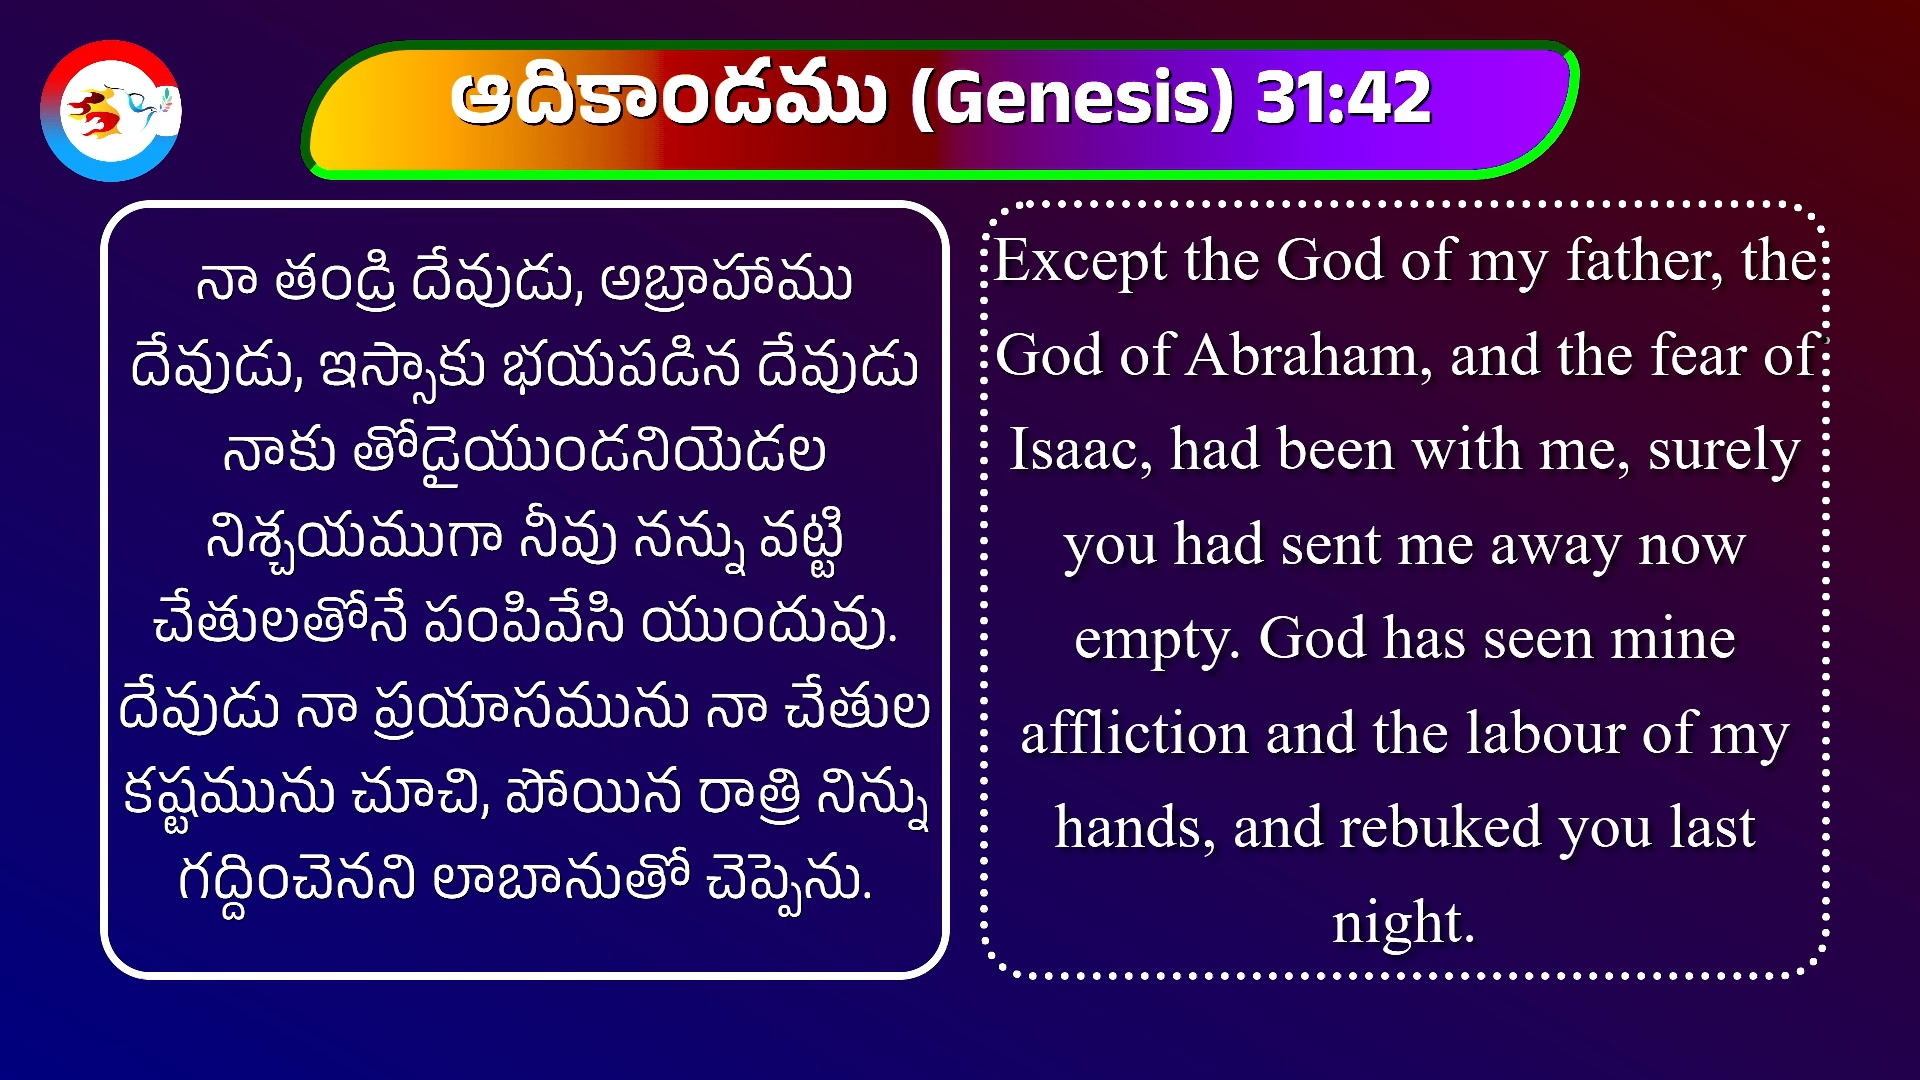 ఆదికాండము (Genesis) 31:42
నా తండ్రి దేవుడు, అబ్రాహాము
దేవుడు, ఇస్సాకు భయపడిన దేవుడు
నాకు తోడైయుండనియెడల
నిశ్చయముగా నీవు నన్ను వట్టి
చేతులతోనే పంపివేసి యుందువు.
దేవుడు నా ప్రయాసమును నా చేతుల
కష్టమును చూచి, పోయిన రాత్రి నిన్ను
గద్దించెనని లాబానుతో చెప్పెను.
Except the God of my father, the
God of Abraham, and the fear of
Isaac, had been with me, surely
you had sent me away now
empty. God has seen mine
affliction and the labour of my
hands, and rebuked you last
night.